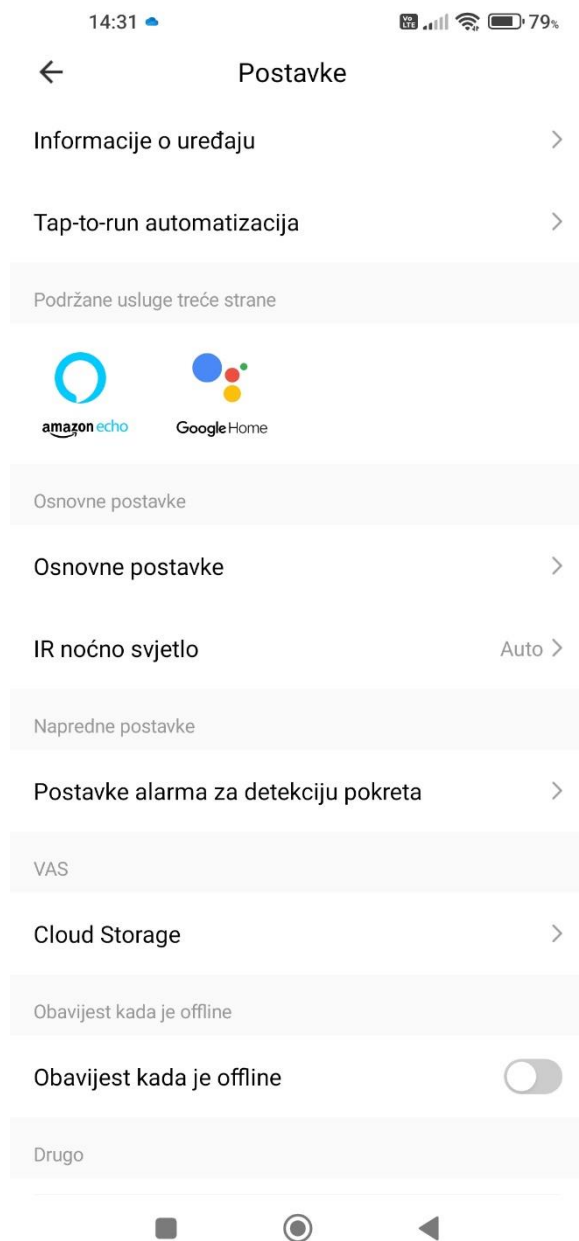 14:31 Vo LTE 79%
Postavke
Informacije o uređaju
Tap-to-run automatizacija
Podržane usluge treće strane
amazon echo Google Home
Osnovne postavke
Osnovne postavke
IR noćno svjetlo Auto
Napredne postavke
Postavke alarma za detekciju pokreta
VAS
Cloud Storage
Obavijest kada je offline
Obavijest kada je offline
Drugo